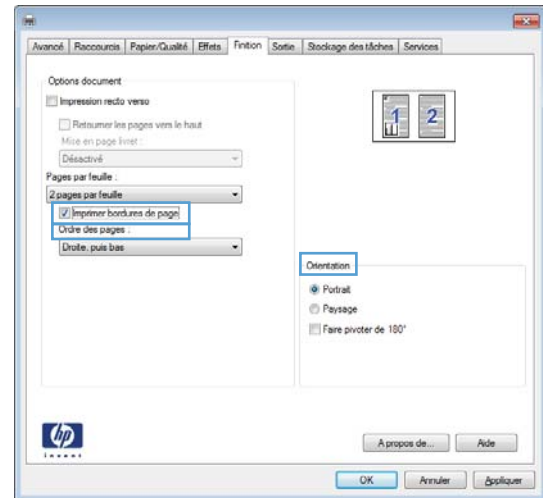 Avancé Raccourcis Papier/Qualité Effets Finition Sortie Stockage des tâches Services
Options document
Impression recto verso
Retourner les pages vers le haut
Mise en page livret :
Désactivé
Pages par feuille :
2 pages par feuille
Imprimer bordures de page
Ordre des pages :
Droite, puis bas
1 2
Orientation
Portrait
Paysage
Faire pivoter de 180°
hp
invent
A propos de... Aide
OK Annuler Appliquer